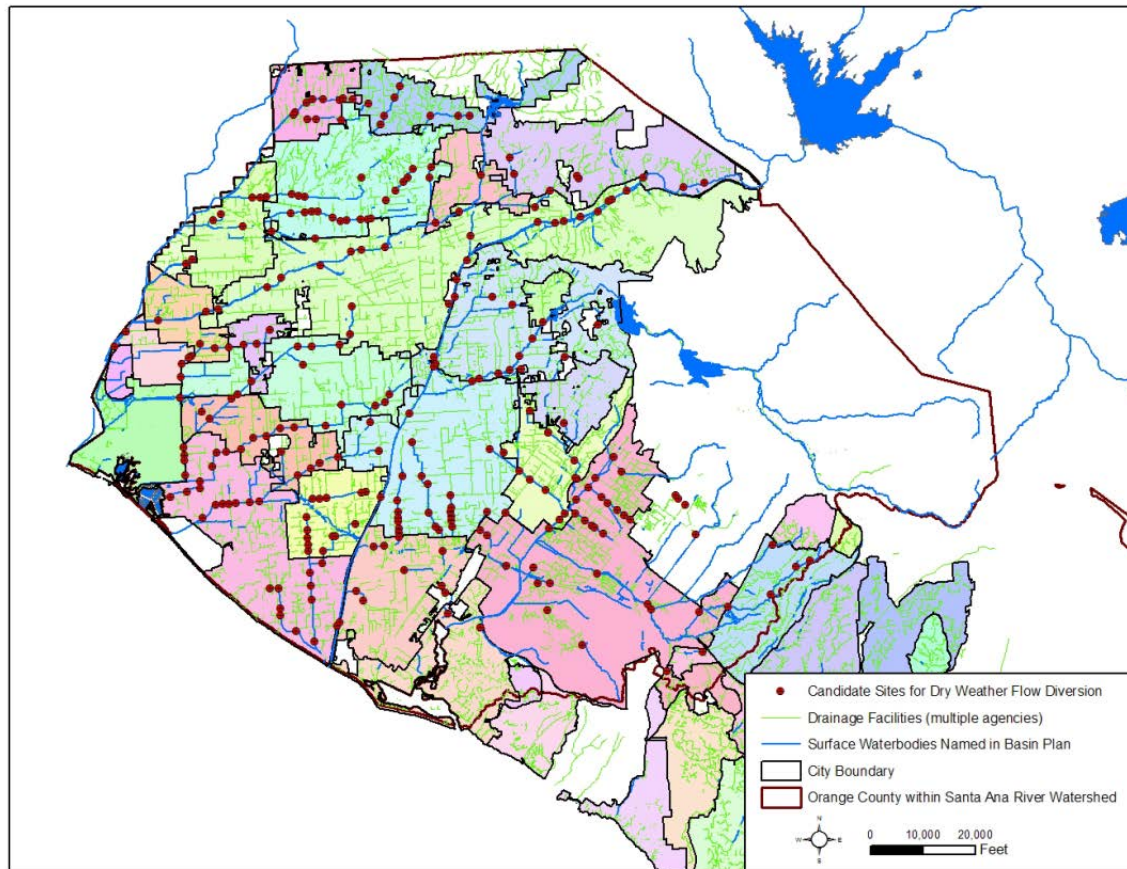 Candidate Sites for Dry Weather Flow Diversion
Drainage Facilities (multiple agencies)
Surface Waterbodies Named in Basin Plan
City Boundary
Orange County within Santa Ana River Watershed
N
W E
S
0 10,000 20,000
Feet